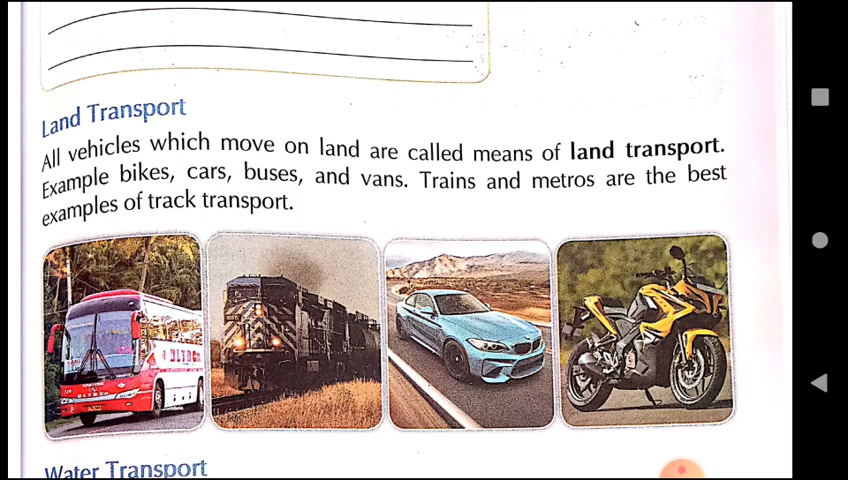 Land Transport
All vehicles which move on land are called means of land transport.
Example bikes, cars, buses, and vans. Trains and metros are the best
examples of track transport.
Water Transport